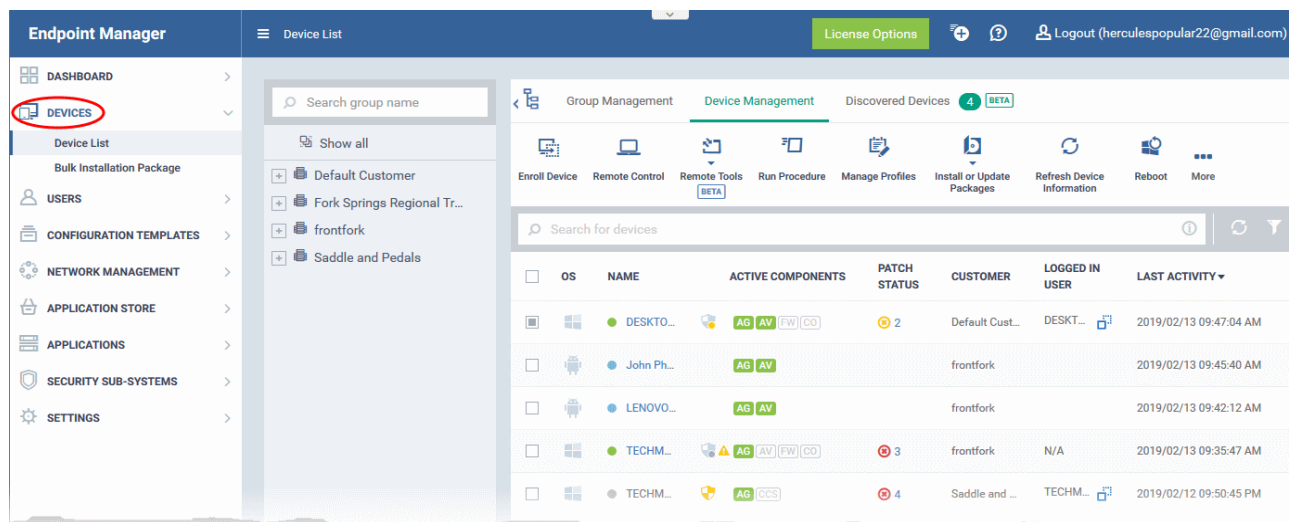 Endpoint Manager
Device List
License Options
Logout (herculespopular22@gmail.com)
DASHBOARD
DEVICES
Device List
Bulk Installation Package
USERS
CONFIGURATION TEMPLATES
NETWORK MANAGEMENT
APPLICATION STORE
APPLICATIONS
SECURITY SUB-SYSTEMS
SETTINGS
Search group name
Show all
Default Customer
Fork Springs Regional Tr...
frontfork
Saddle and Pedals
Group Management
Device Management
Discovered Devices 4 BETA
Enroll Device
Remote Control
Remote Tools
BETA
Run Procedure
Manage Profiles
Install or Update
Packages
Refresh Device
Information
Reboot
More
Search for devices
OS NAME ACTIVE COMPONENTS PATCH STATUS CUSTOMER LOGGED IN USER LAST ACTIVITY
DESKTO... AG AV FW CO 2 Default Cust... DESKT... 2019/02/13 09:47:04 AM
John Ph... AG AV frontfork 2019/02/13 09:45:40 AM
LENOVO... AG AV frontfork 2019/02/13 09:42:12 AM
TECHM... AG AV FW CO 3 frontfork N/A 2019/02/13 09:35:47 AM
TECHM... AG CCS 4 Saddle and ... TECHM... 2019/02/12 09:50:45 PM